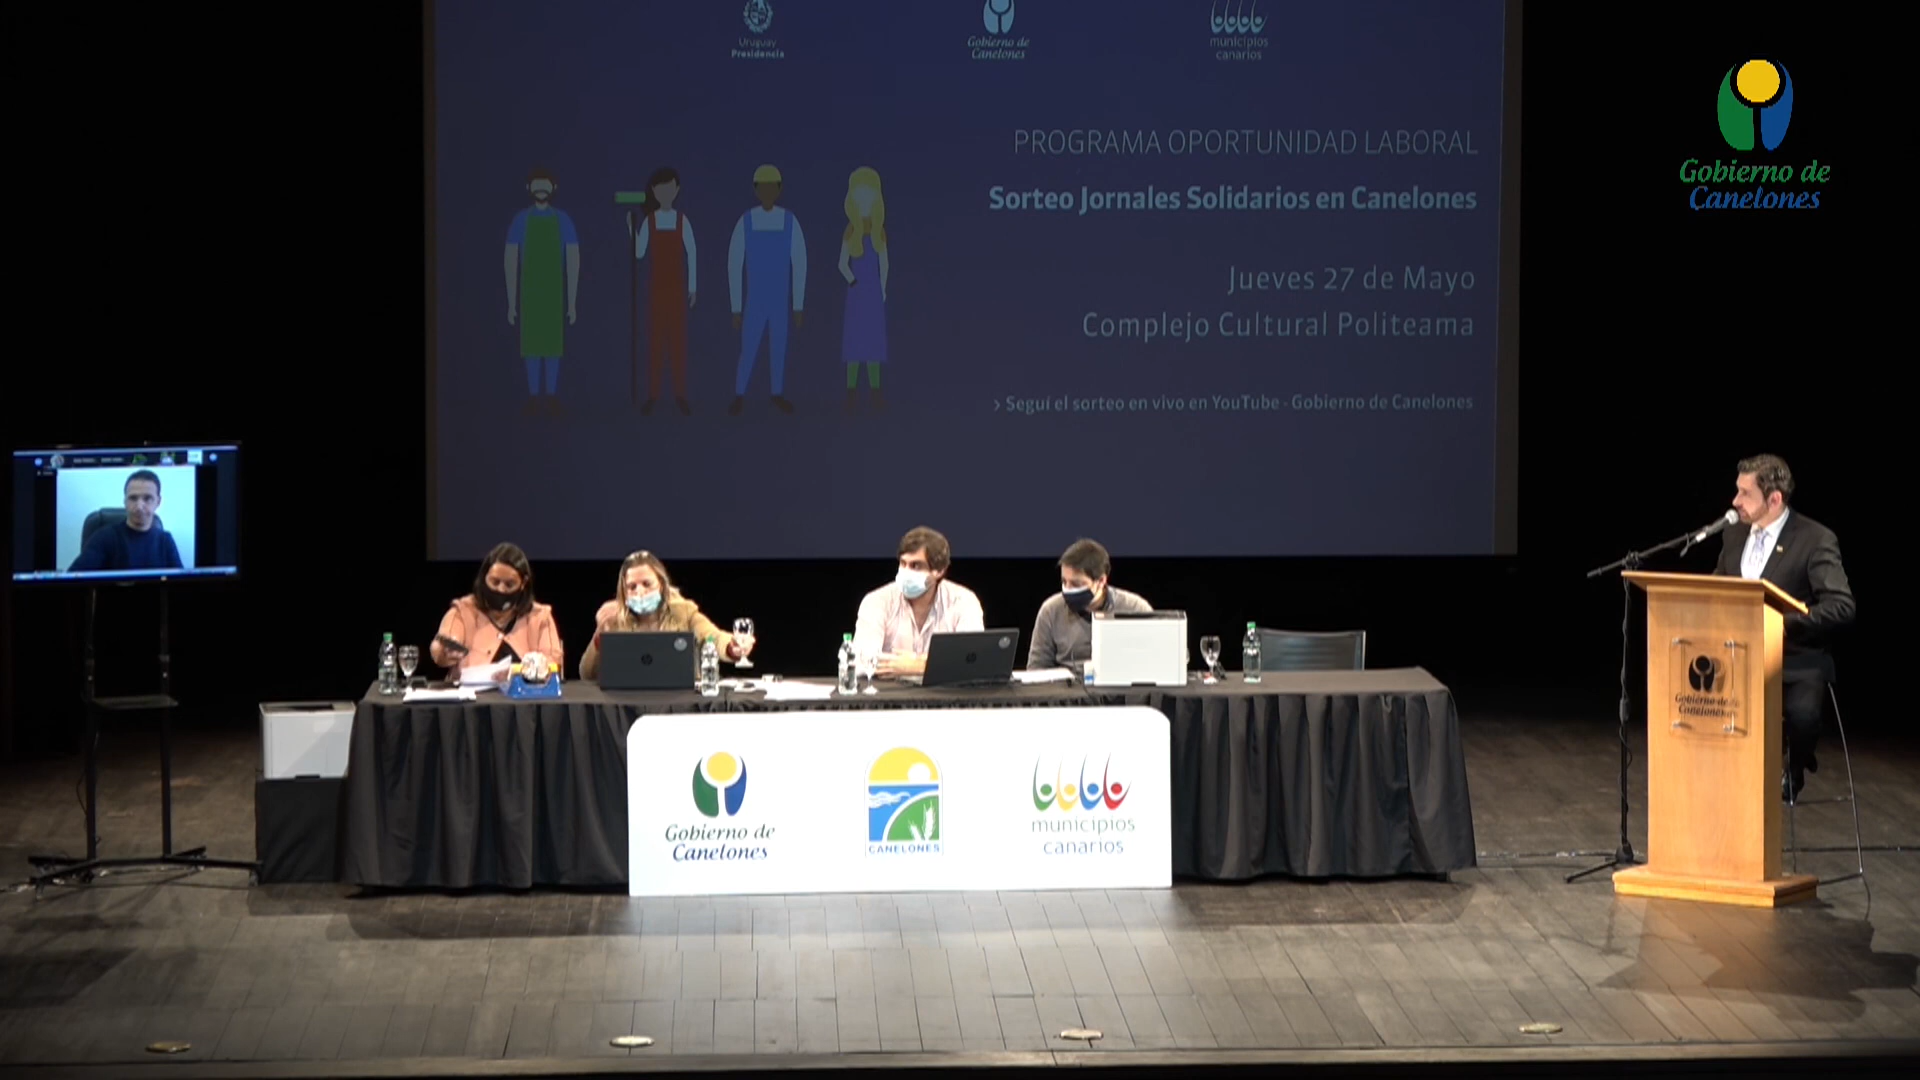 Uruguay
Presidencia
Gobierno de
Canelones
municipios
canarios
PROGRAMA OPORTUNIDAD LABORAL
Sorteo Jornales Solidarios en Canelones
Jueves 27 de Mayo
Complejo Cultural Politeama
> Seguí el sorteo en vivo en YouTube - Gobierno de Canelones
Gobierno de
Canelones
Gobierno de
Canelones
Gobierno de
Canelones
CANELONES
municipios
canarios